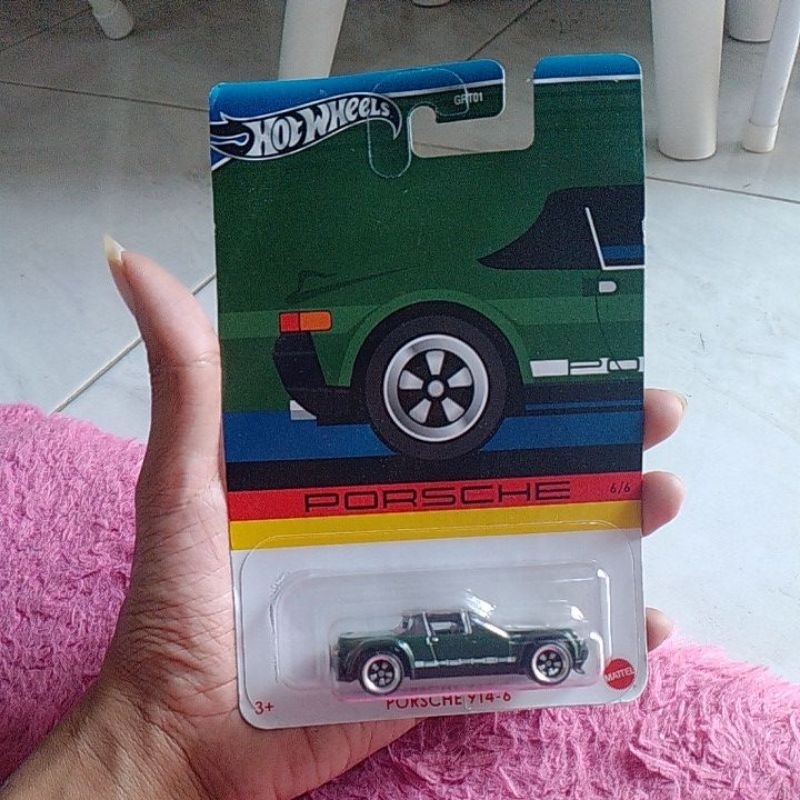 HOT WHEELS
GRT01
PORSCHE
6/6
MATTEL
3+
PORSCHE 914-6